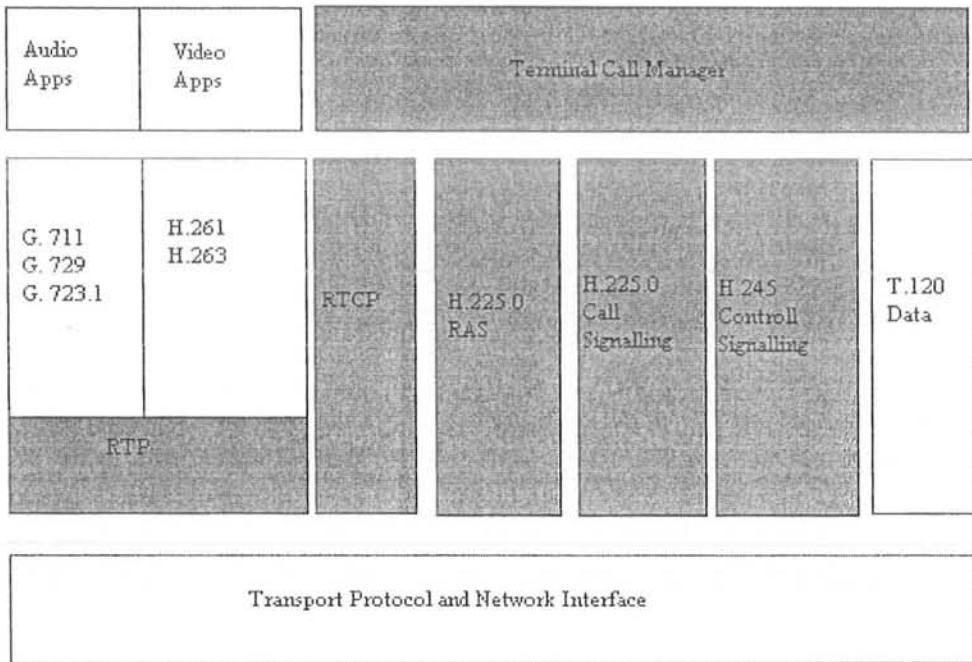 Audio
Apps
Video
Apps
Terminal Call Manager
G. 711
G. 729
G. 723.1
H.261
H.263
RTCP
H.225.0
RAS
H.225.0
Call
Signalling
H 245
Controll
Signalling
T.120
Data
RTP
Transport Protocol and Network Interface